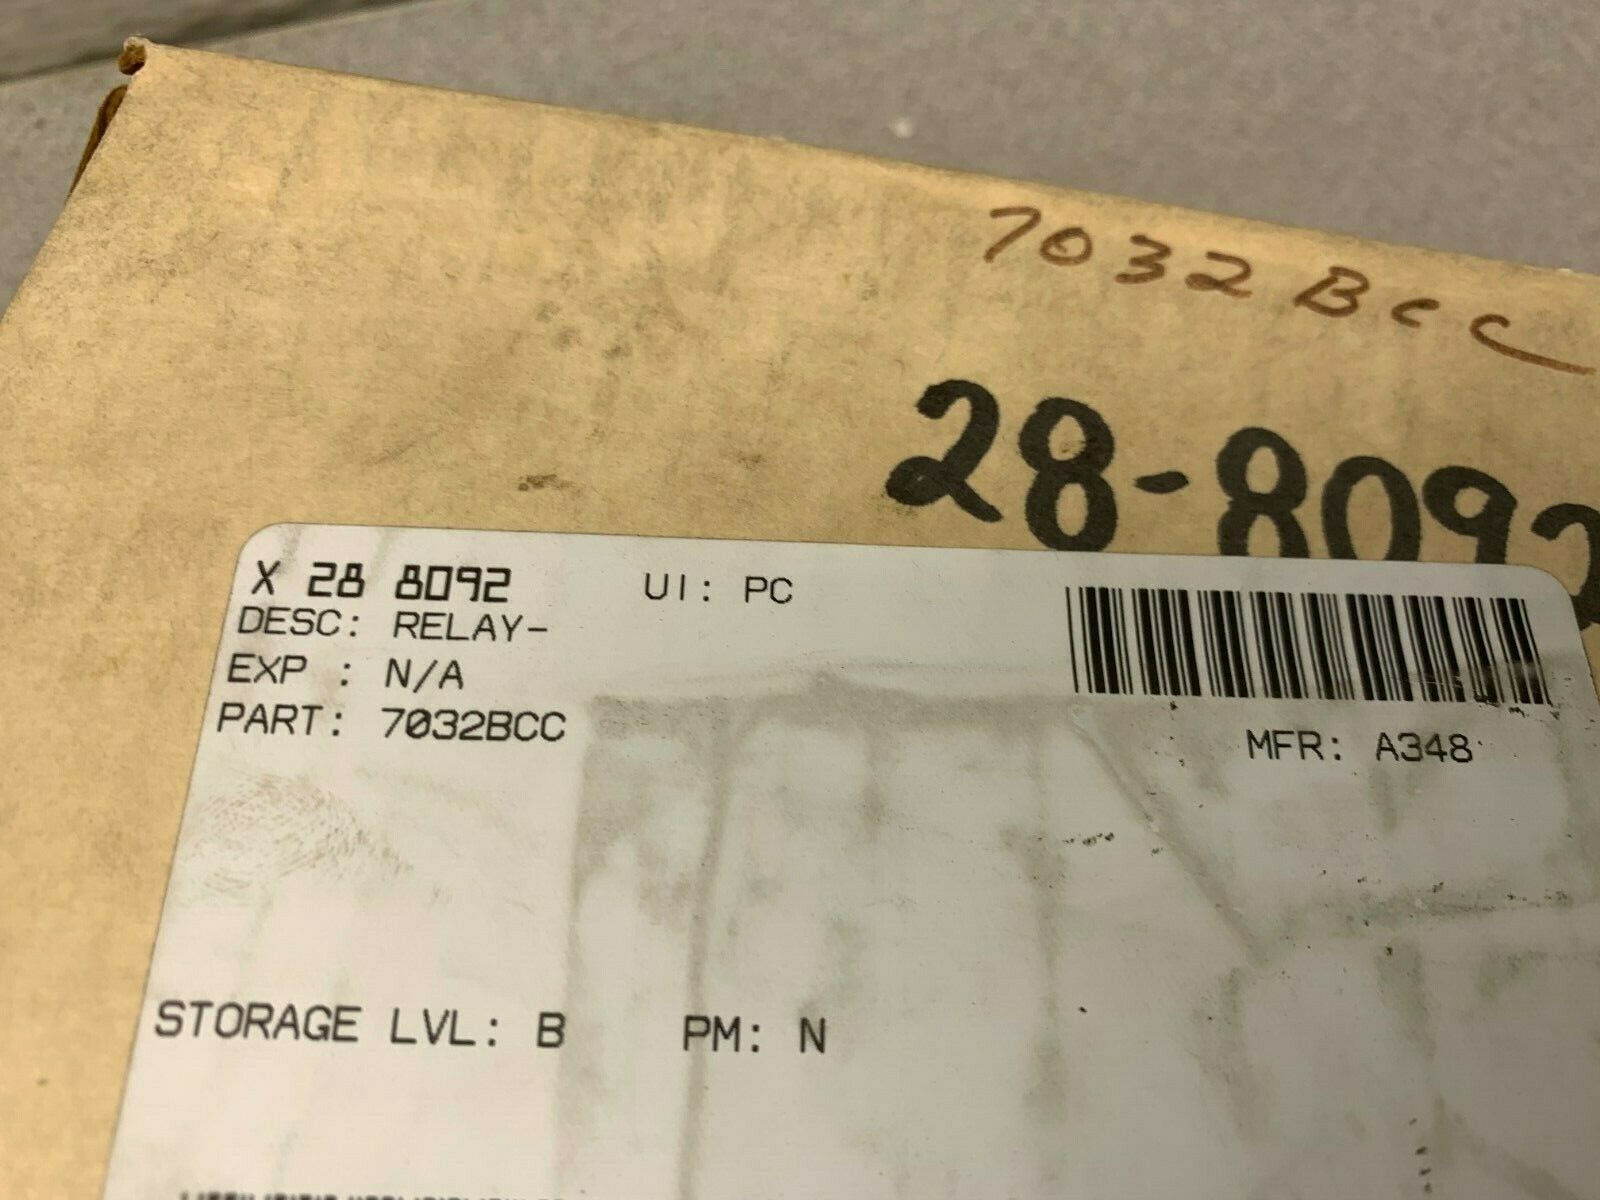 7032BCC
28-8092
X 28 8092 UI: PC
DESC: RELAY-
EXP : N/A
PART: 7032BCC
MFR: A348
STORAGE LVL: B PM: N